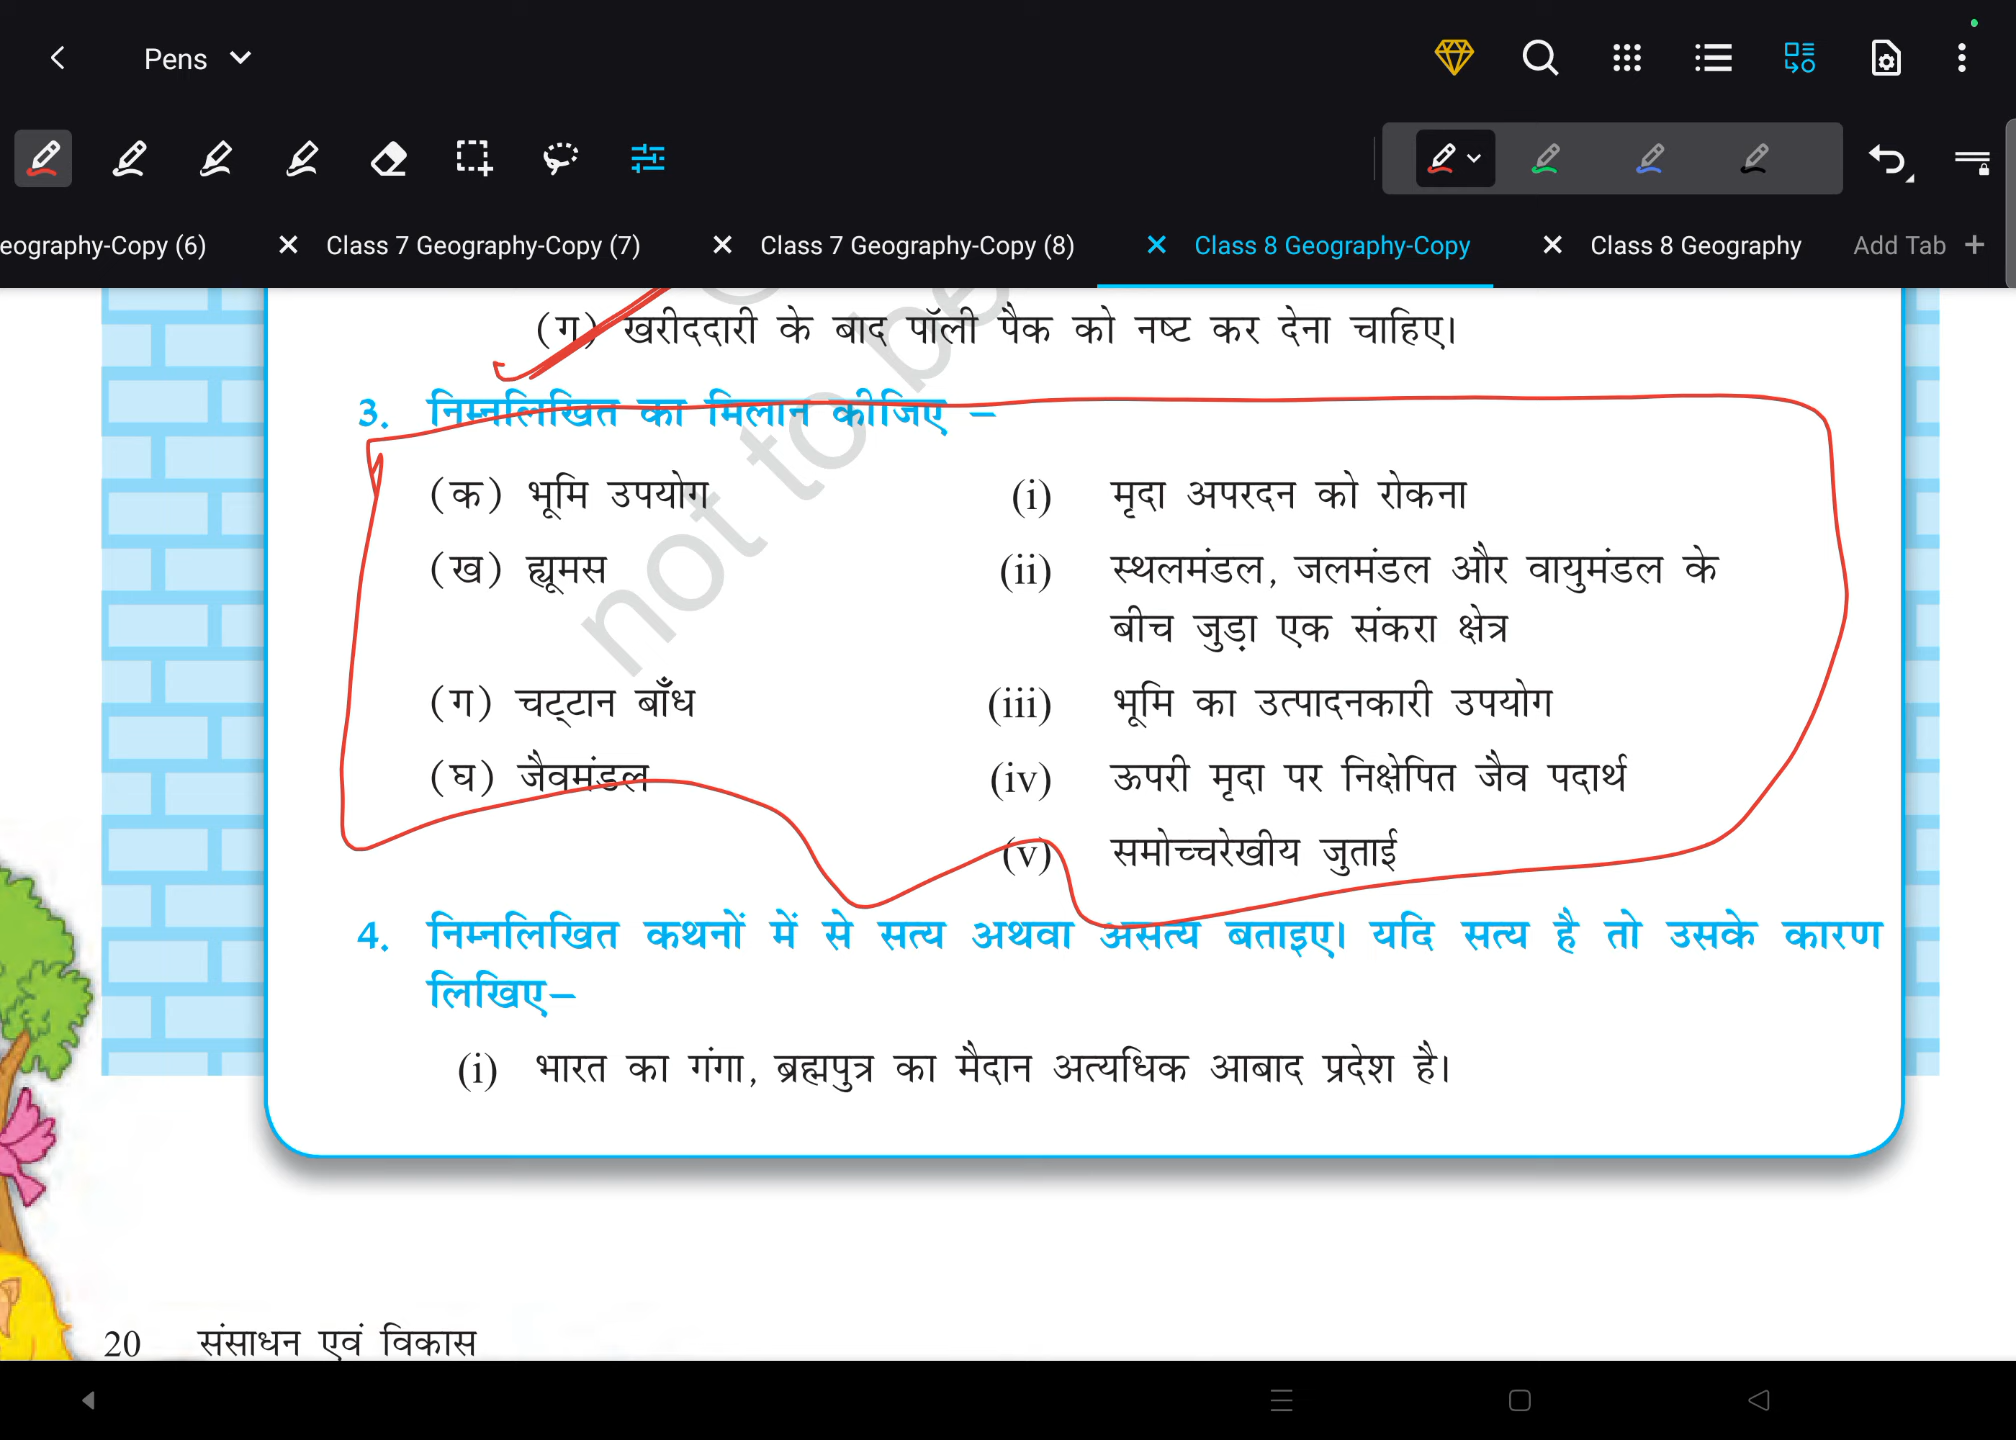 Pens
eography-Copy (6)
Class 7 Geography-Copy (7)
Class 7 Geography-Copy (8)
Class 8 Geography-Copy
Class 8 Geography
Add Tab +
(ग) खरीददारी के बाद पॉली पैक को नष्ट कर देना चाहिए।
3. निम्नलिखित का मिलान कीजिए –
(क) भूमि उपयोग (i) मृदा अपरदन को रोकना
(ख) ह्यूमस (ii) स्थलमंडल, जलमंडल और वायुमंडल के
बीच जुड़ा एक संकरा क्षेत्र
(ग) चट्टान बाँध (iii) भूमि का उत्पादनकारी उपयोग
(घ) जैवमंडल (iv) ऊपरी मृदा पर निक्षेपित जैव पदार्थ
(v) समोच्चरेखीय जुताई
not to be
4. निम्नलिखित कथनों में से सत्य अथवा असत्य बताइए। यदि सत्य है तो उसके कारण
लिखिए–
(i) भारत का गंगा, ब्रह्मपुत्र का मैदान अत्यधिक आबाद प्रदेश है।
20 संसाधन एवं विकास